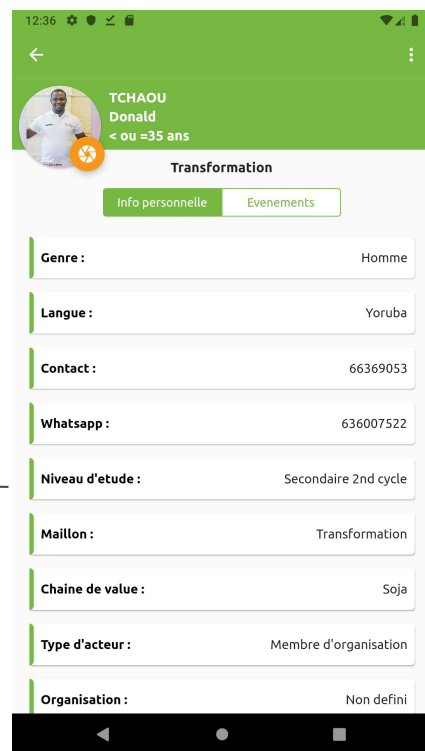 12:36
TCHAOU
Donald
< ou =35 ans
Transformation
Info personnelle Evenements
Genre : Homme
Langue : Yoruba
Contact : 66369053
Whatsapp : 636007522
Niveau d'etude : Secondaire 2nd cycle
Maillon : Transformation
Chaine de value : Soja
Type d'acteur : Membre d'organisation
Organisation : Non defini